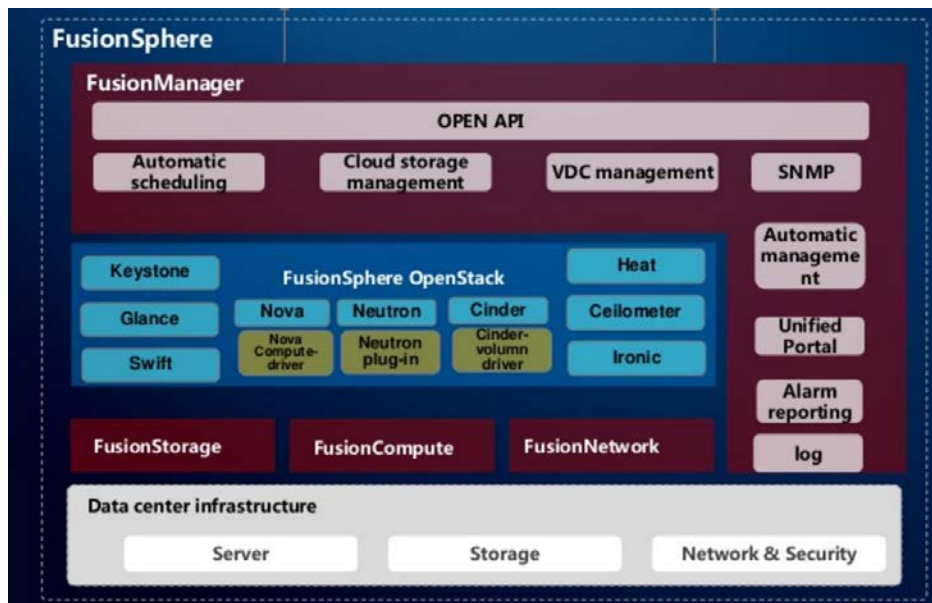 FusionSphere
FusionManager
OPEN API
Automatic
scheduling
Cloud storage
management
VDC management
SNMP
Automatic
manageme
nt
Unified
Portal
Alarm
reporting
log
FusionSphere OpenStack
Keystone
Glance
Swift
Nova
Neutron
Cinder
Nova
Compute-
driver
Neutron
plug-in
Cinder-
volumn
driver
Heat
Ceilometer
Ironic
FusionStorage
FusionCompute
FusionNetwork
Data center infrastructure
Server
Storage
Network & Security